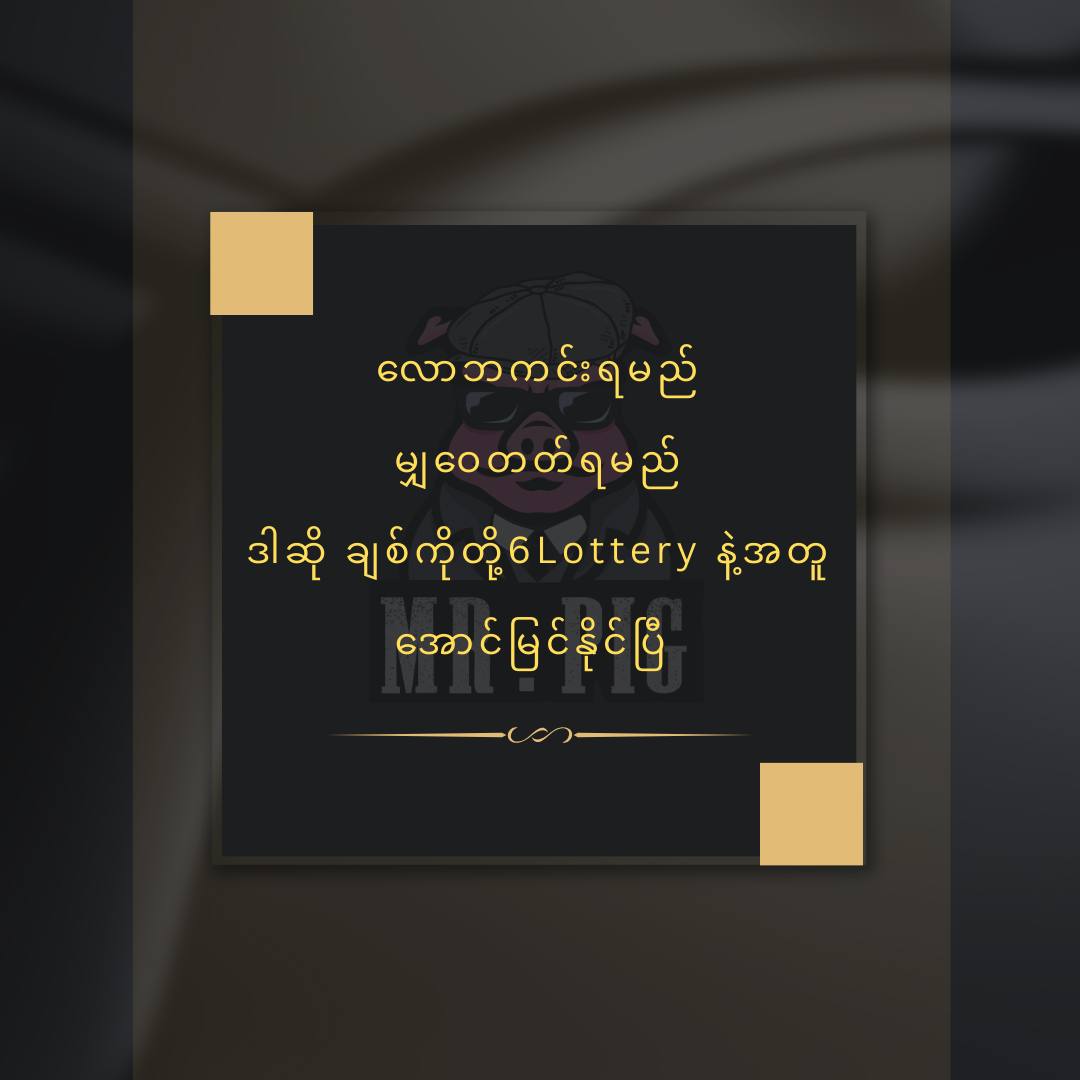 လောဘကင်းရမည်
မျှဝေတတ်ရမည်
ဒါဆို ချစ်ကိုတို့6Lottery နဲ့အတူ
အောင်မြင်နိုင်ပြီ
MR. PIG